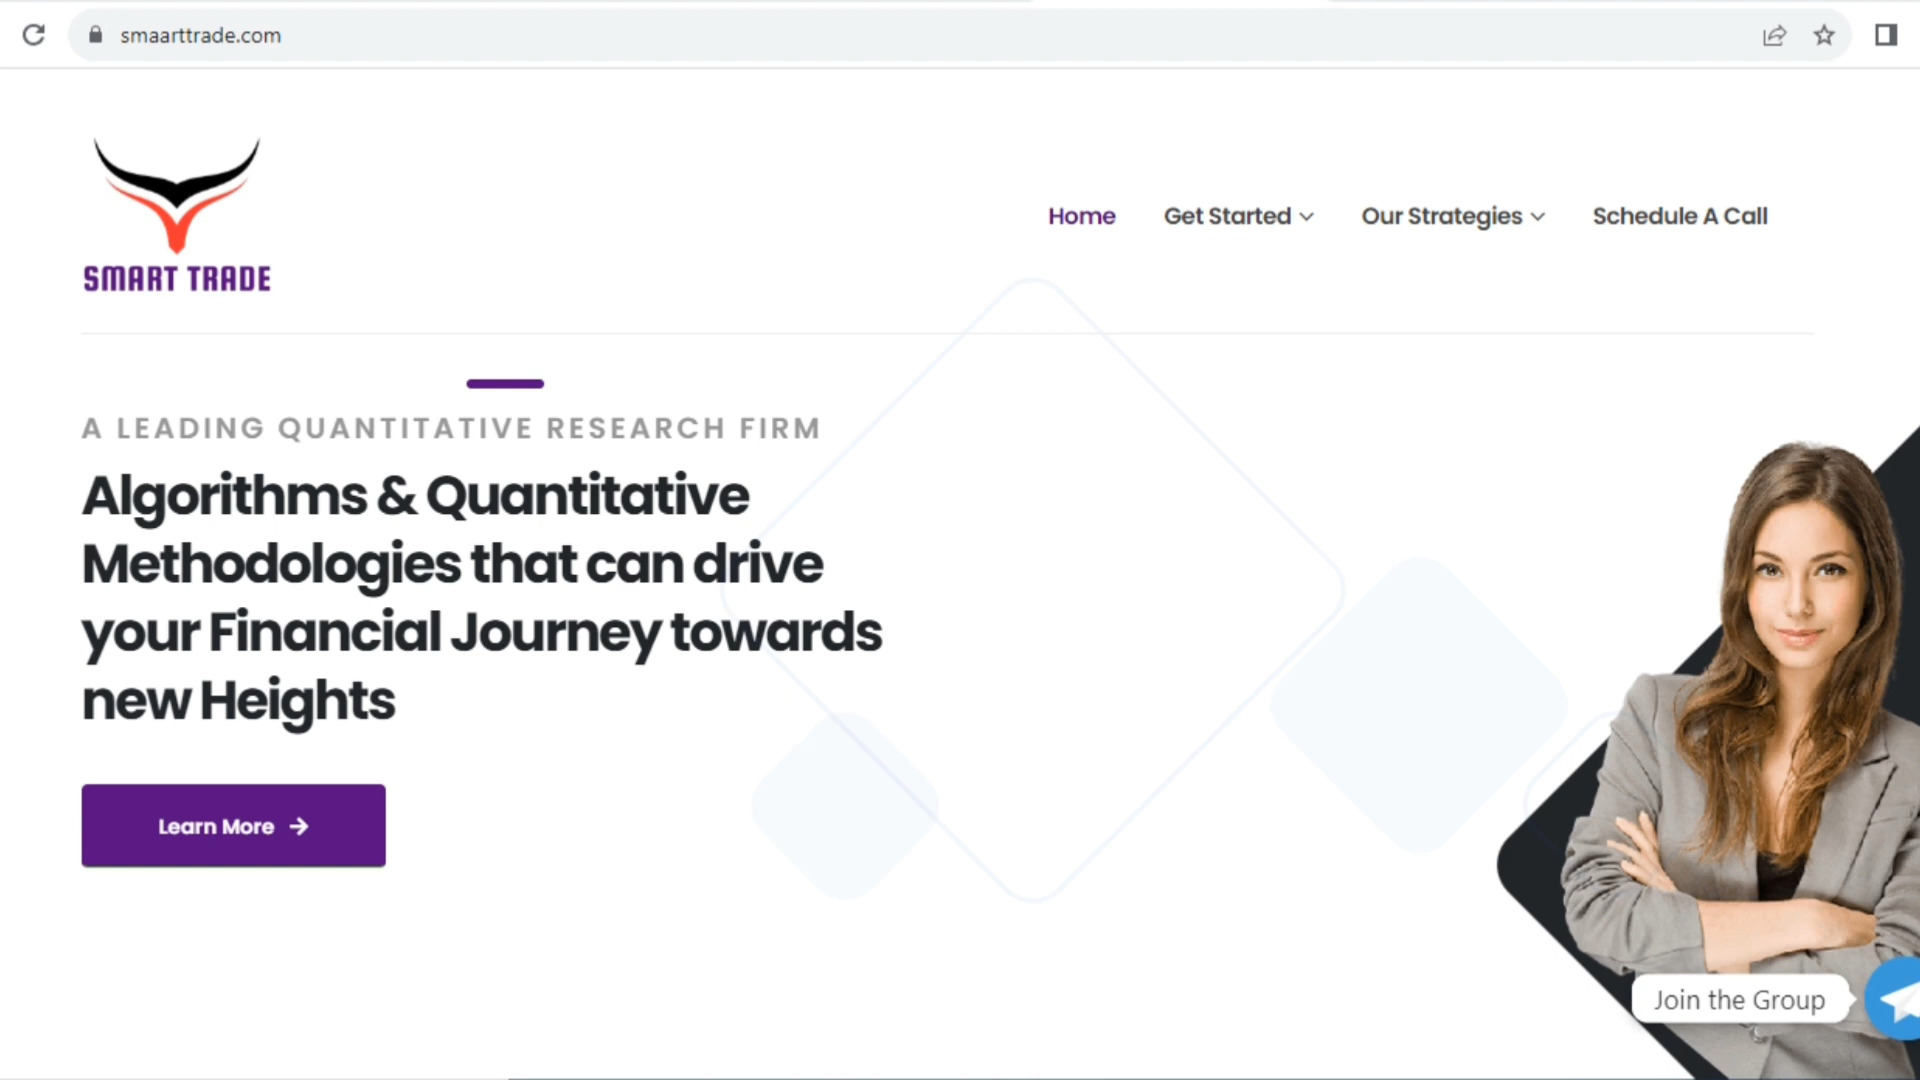 smaarttrade.com
SMART TRADE
Home
Get Started
Our Strategies
Schedule A Call
A LEADING QUANTITATIVE RESEARCH FIRM
Algorithms & Quantitative
Methodologies that can drive
your Financial Journey towards
new Heights
Learn More
Join the Group